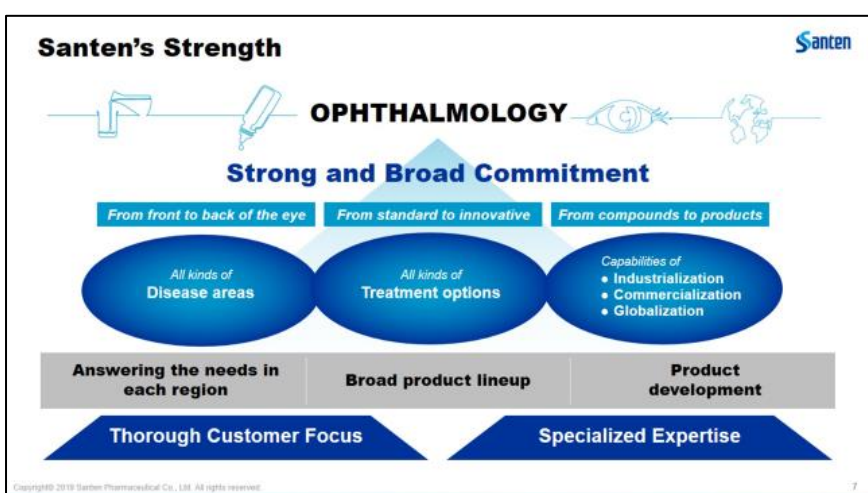 Santen's Strength
Santen
OPHTHALMOLOGY
Strong and Broad Commitment
From front to back of the eye
From standard to innovative
From compounds to products
All kinds of
Disease areas
All kinds of
Treatment options
Capabilities of
● Industrialization
● Commercialization
● Globalization
Answering the needs in
each region
Broad product lineup
Product
development
Thorough Customer Focus
Specialized Expertise
Copyright© 2019 Santen Pharmaceutical Co., Ltd. All rights reserved.
7